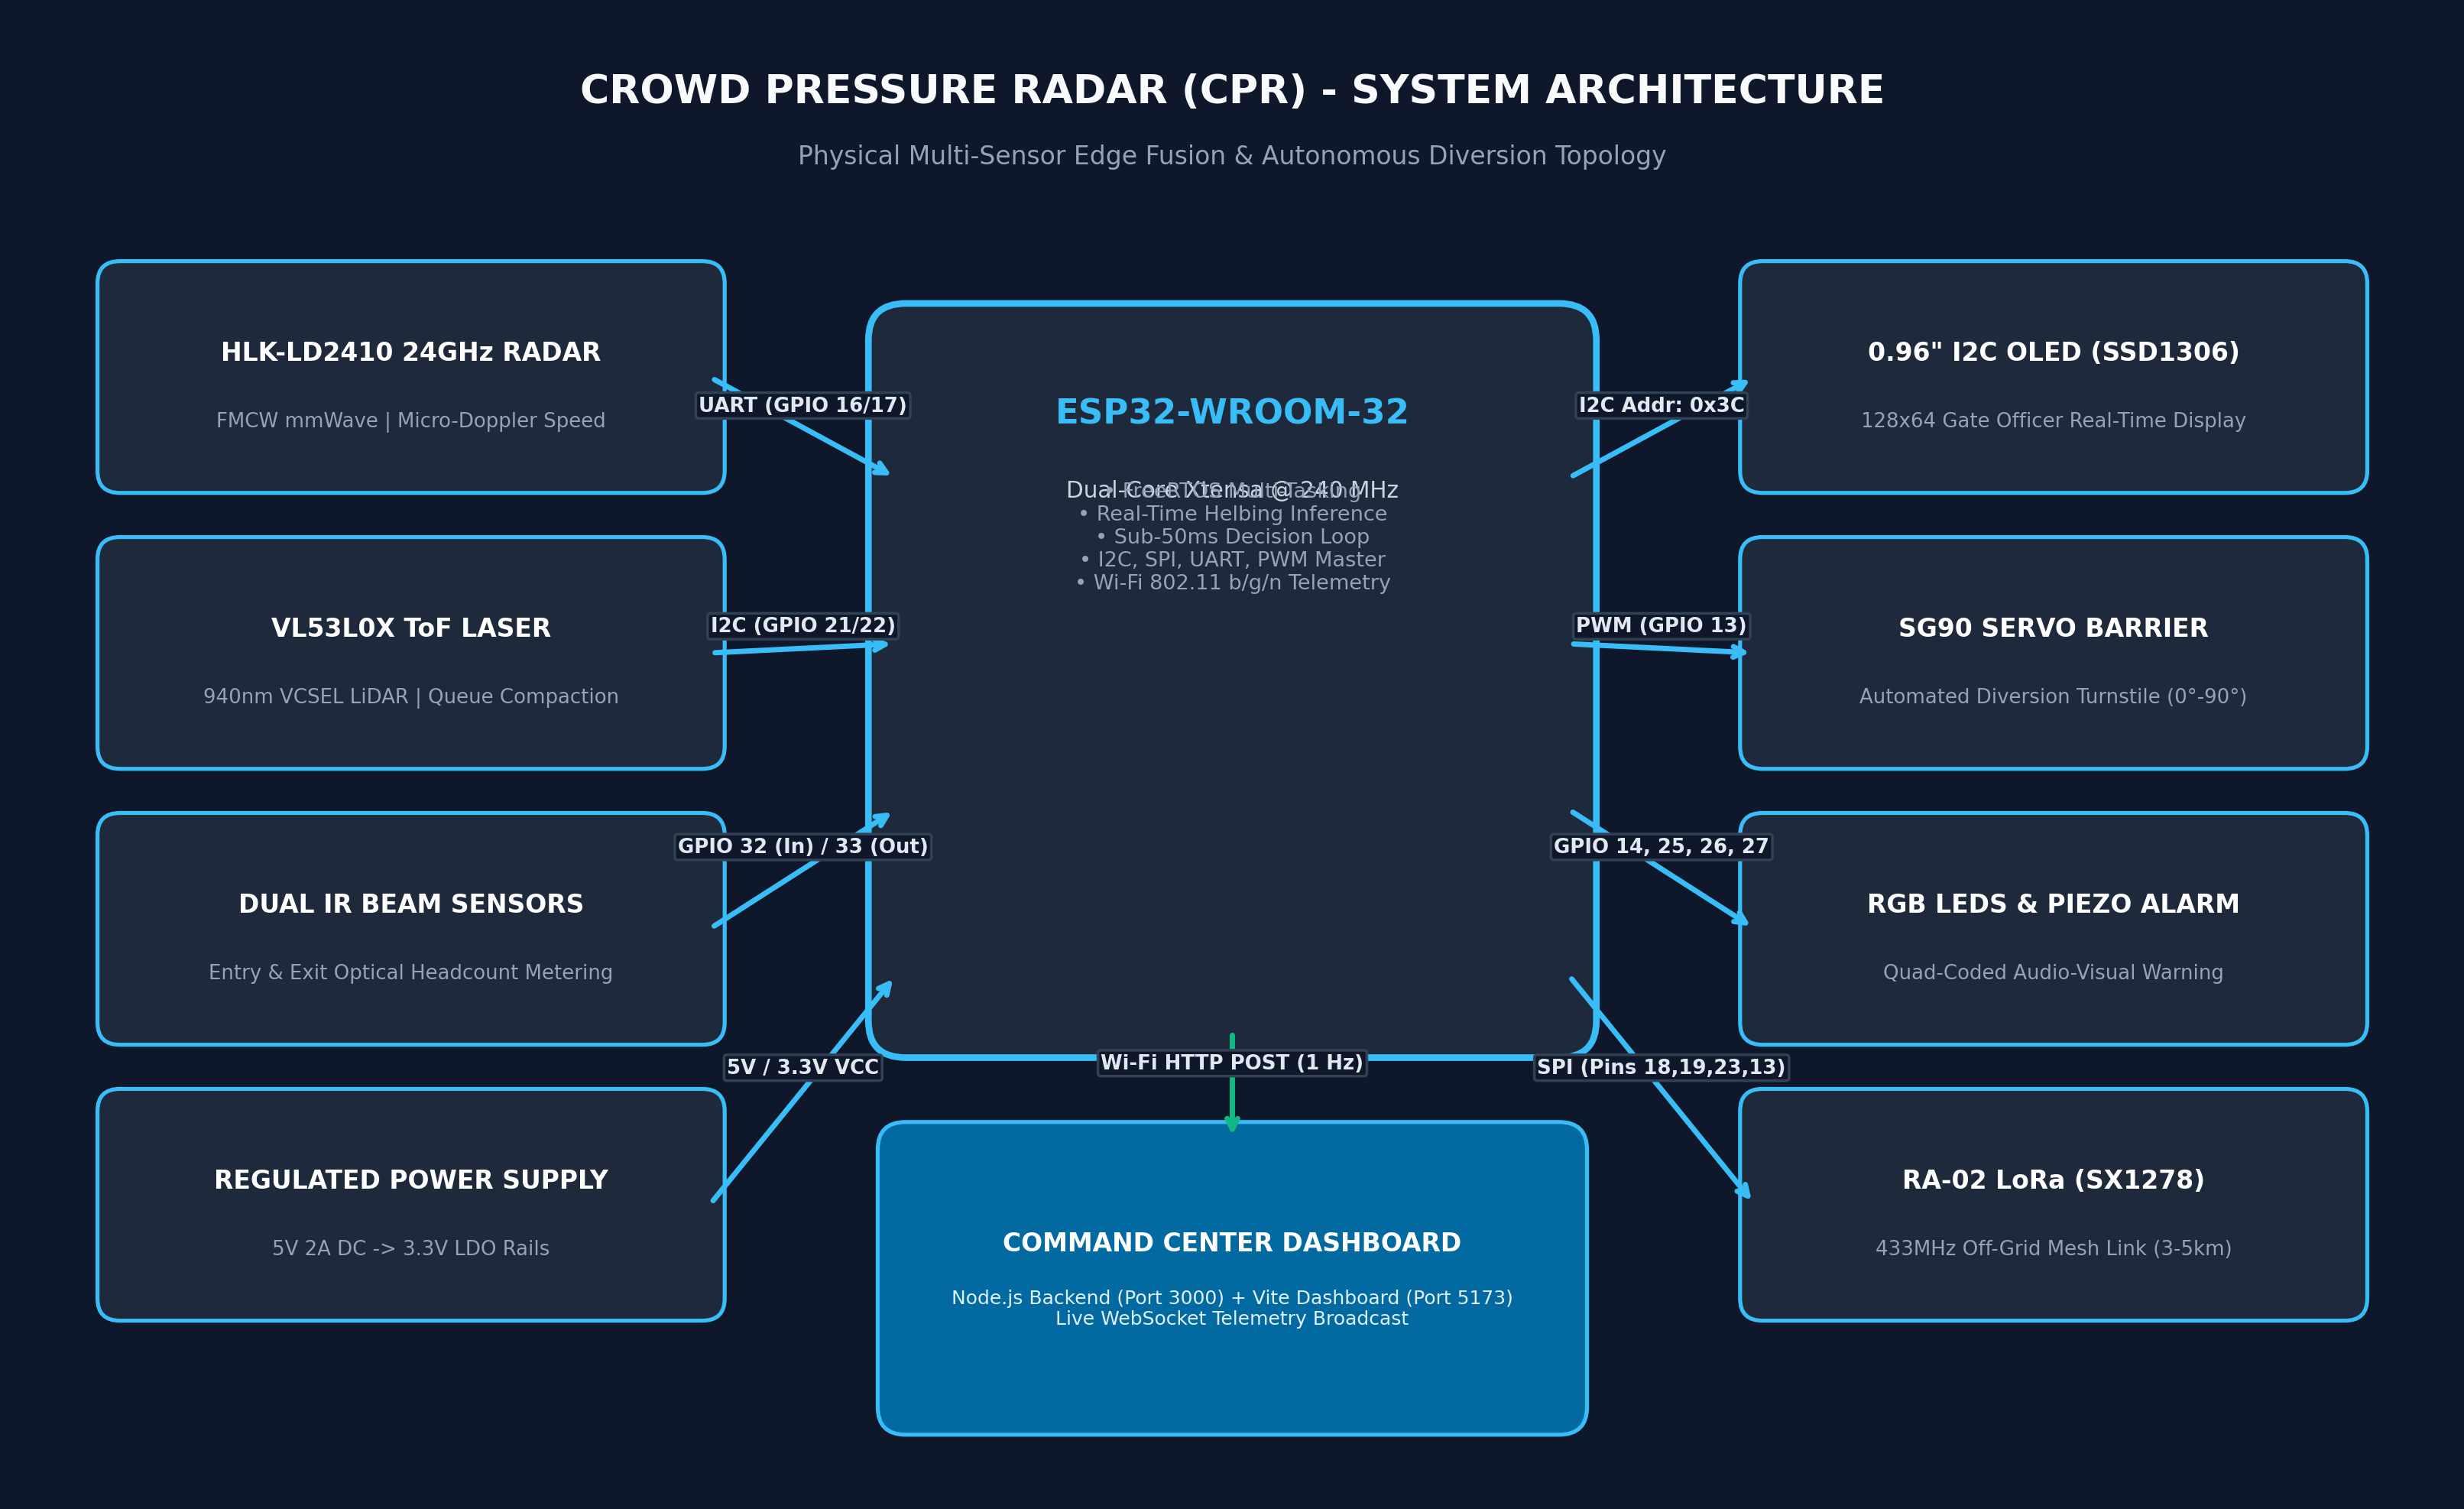 CROWD PRESSURE RADAR (CPR) - SYSTEM ARCHITECTURE
Physical Multi-Sensor Edge Fusion & Autonomous Diversion Topology
HLK-LD2410 24GHz RADAR
FMCW mmWave | Micro-Doppler Speed
UART (GPIO 16/17)
VL53L0X ToF LASER
940nm VCSEL LiDAR | Queue Compaction
I2C (GPIO 21/22)
DUAL IR BEAM SENSORS
Entry & Exit Optical Headcount Metering
GPIO 32 (In) / 33 (Out)
REGULATED POWER SUPPLY
5V 2A DC -> 3.3V LDO Rails
5V / 3.3V VCC
ESP32-WROOM-32
Dual-Core Xtensa @ 240 MHz
• FreeRTOS Multi-Tasking
• Real-Time Helbing Inference
• Sub-50ms Decision Loop
• I2C, SPI, UART, PWM Master
• Wi-Fi 802.11 b/g/n Telemetry
Wi-Fi HTTP POST (1 Hz)
COMMAND CENTER DASHBOARD
Node.js Backend (Port 3000) + Vite Dashboard (Port 5173)
Live WebSocket Telemetry Broadcast
I2C Addr: 0x3C
0.96" I2C OLED (SSD1306)
128x64 Gate Officer Real-Time Display
PWM (GPIO 13)
SG90 SERVO BARRIER
Automated Diversion Turnstile (0°-90°)
GPIO 14, 25, 26, 27
RGB LEDS & PIEZO ALARM
Quad-Coded Audio-Visual Warning
SPI (Pins 18,19,23,13)
RA-02 LoRa (SX1278)
433MHz Off-Grid Mesh Link (3-5km)